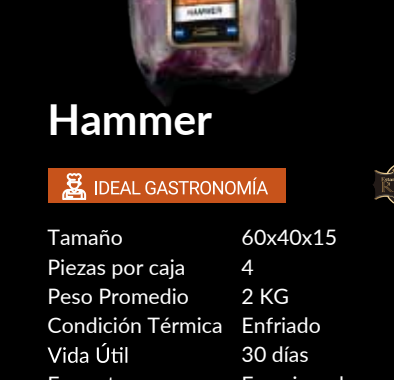 HAMMER
Hammer
IDEAL GASTRONOMÍA
Tamaño 60x40x15
Piezas por caja 4
Peso Promedio 2 KG
Condición Térmica Enfriado
Vida Útil 30 días